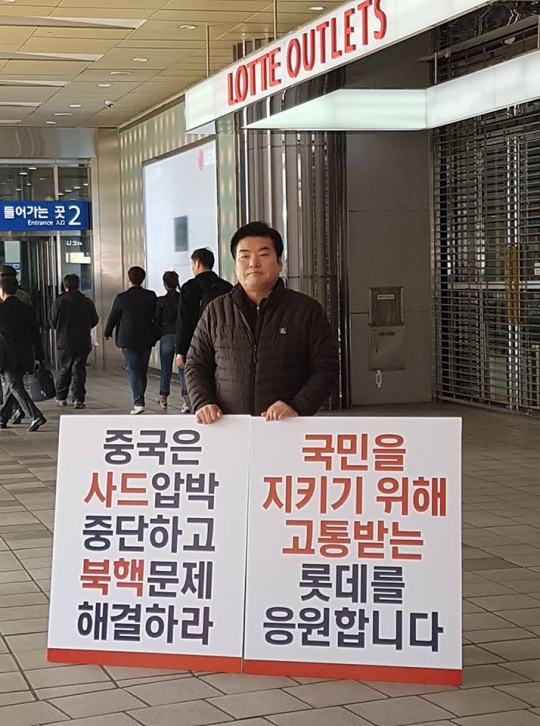 LOTTE OUTLETS
들어가는 곳 2
Entrance 入口
중국은
사드압박
중단하고
북핵문제
해결하라
국민을
지키기 위해
고통받는
롯데를
응원합니다